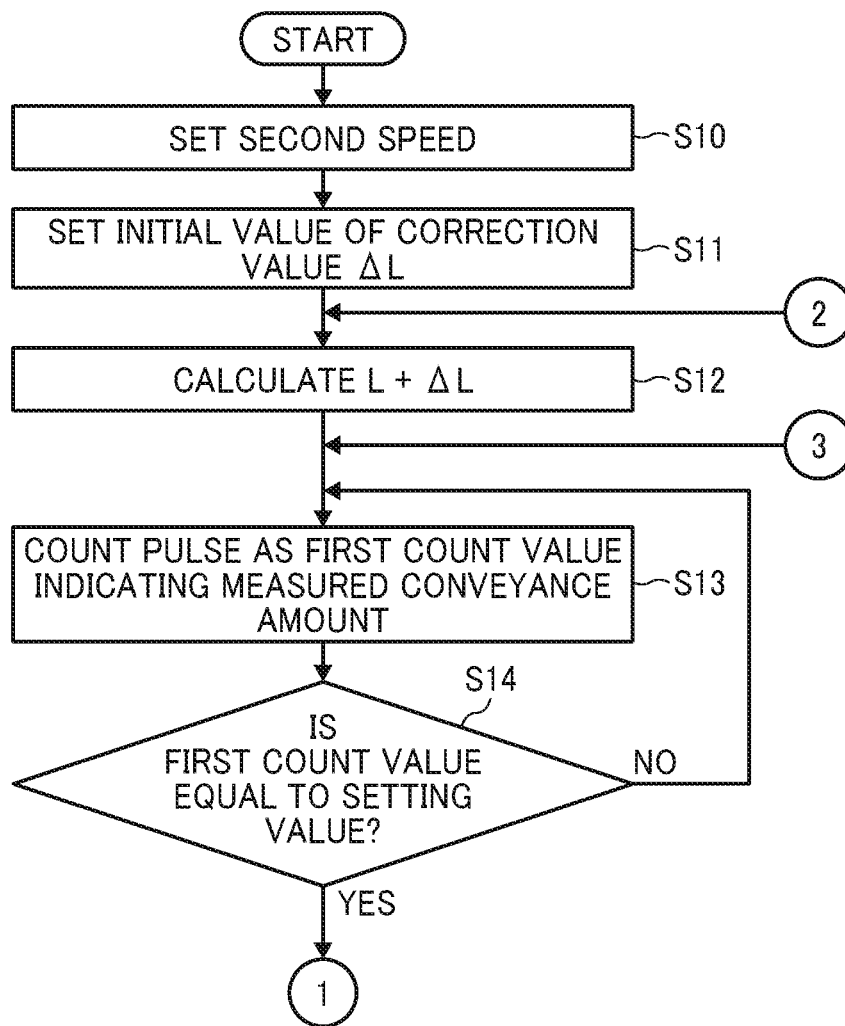 START
SET SECOND SPEED
S10
SET INITIAL VALUE OF CORRECTION
VALUE ΔL
S11
2
CALCULATE L + ΔL
S12
3
COUNT PULSE AS FIRST COUNT VALUE
INDICATING MEASURED CONVEYANCE
AMOUNT
S13
S14
IS
FIRST COUNT VALUE
EQUAL TO SETTING
VALUE?
NO
YES
1